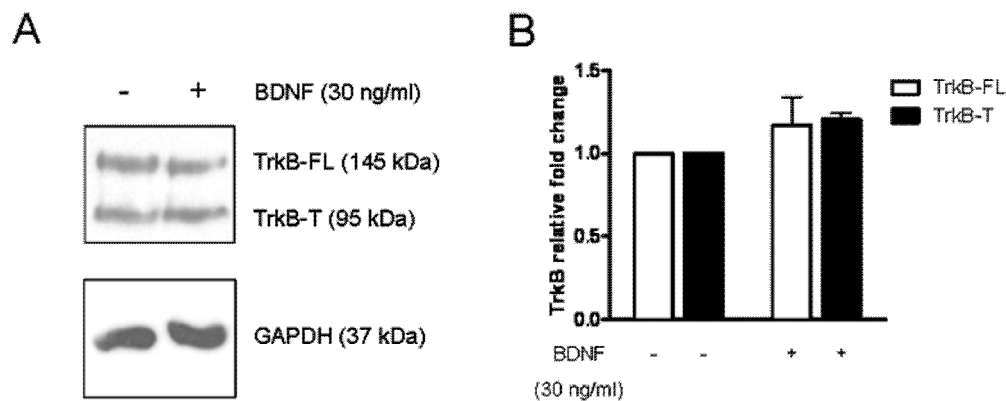 A
- + BDNF (30 ng/ml)
TrkB-FL (145 kDa)
TrkB-T (95 kDa)
GAPDH (37 kDa)
B
TrkB relative fold change
1.5
1.0
0.5
0.0
TrkB-FL
TrkB-T
BDNF - - + +
(30 ng/ml)